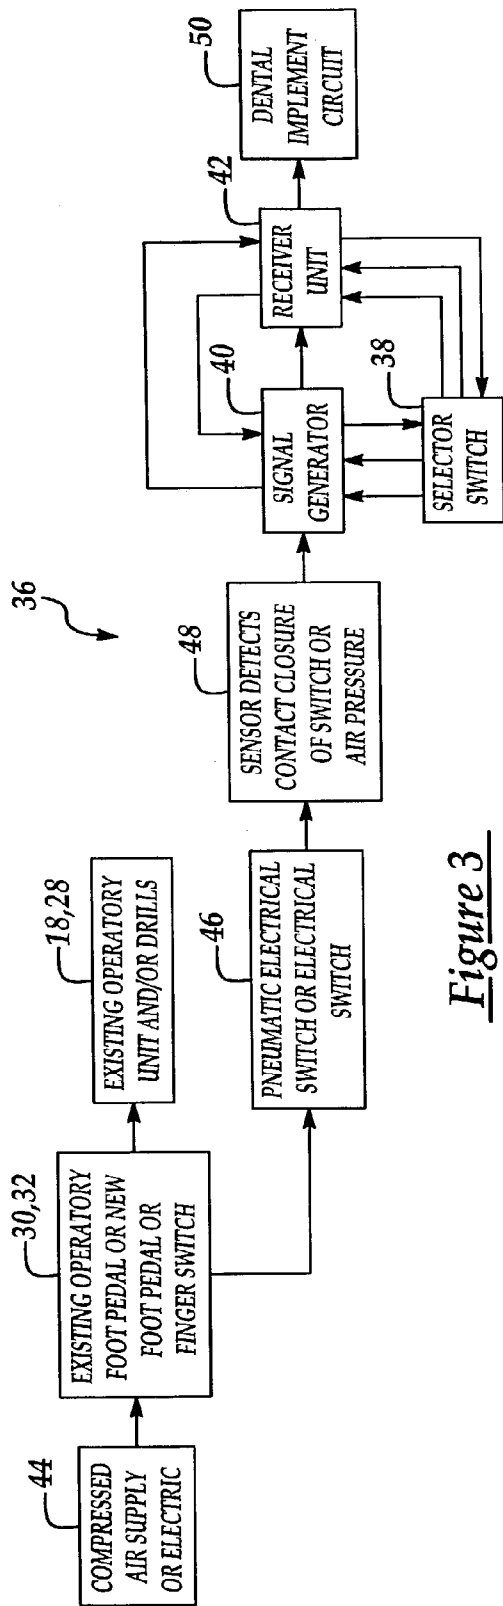 44
COMPRESSED
AIR SUPPLY
OR ELECTRIC
30,32
EXISTING OPERATORY
FOOT PEDAL OR NEW
FOOT PEDAL OR
FINGER SWITCH
18,28
EXISTING OPERATORY
UNIT AND/OR DRILLS
46
PNEUMATIC ELECTRICAL
SWITCH OR ELECTRICAL
SWITCH
36
48
SENSOR DETECTS
CONTACT CLOSURE
OF SWITCH OR
AIR PRESSURE
40
SIGNAL
GENERATOR
38
SELECTOR
SWITCH
42
RECEIVER
UNIT
50
DENTAL
IMPLEMENT
CIRCUIT
Figure 3